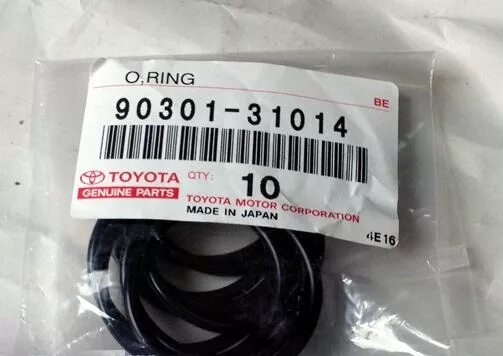 O,RING
BE
90301-31014
TOYOTA
GENUINE PARTS
QTY: 10
TOYOTA MOTOR CORPORATION
MADE IN JAPAN
4E16